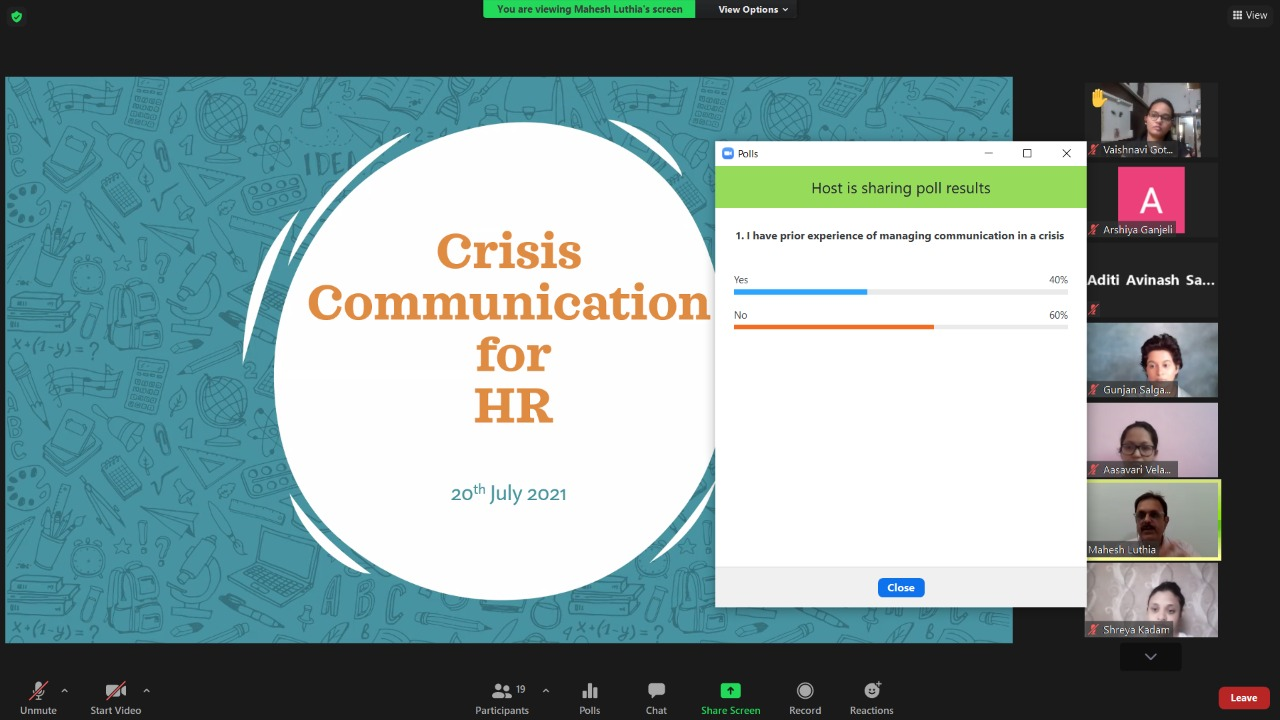 You are viewing Mahesh Luthia's screen
View Options
View
Crisis
Communication
for
HR
20th July 2021
Polls
Host is sharing poll results
1. I have prior experience of managing communication in a crisis
Yes 40%
No 60%
Close
Vaishnavi Got...
A
Arshiya Ganjeli
Aditi Avinash Sa...
Gunjan Salga...
Aasavari Vela...
Mahesh Luthia
Shreya Kadam
Unmute
Start Video
19
Participants
Polls
Chat
Share Screen
Record
Reactions
Leave